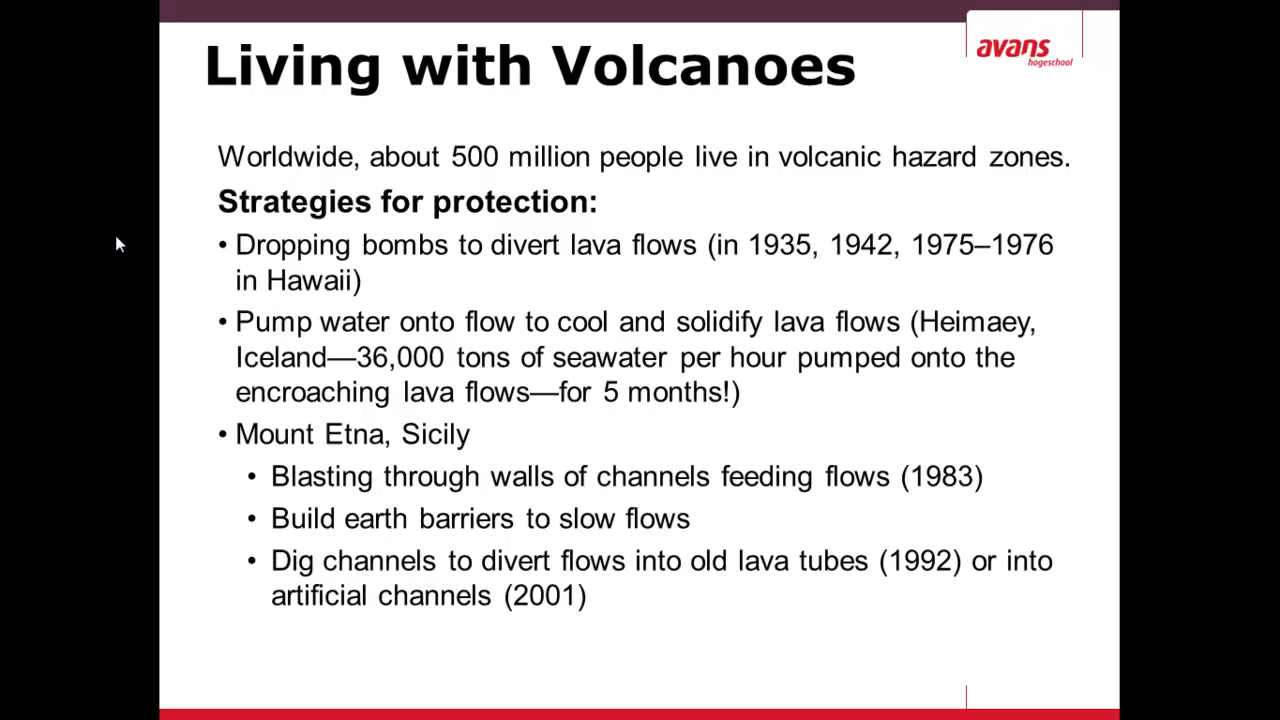 avans
hogeschool
Living with Volcanoes
Worldwide, about 500 million people live in volcanic hazard zones.
Strategies for protection:
• Dropping bombs to divert lava flows (in 1935, 1942, 1975–1976
in Hawaii)
• Pump water onto flow to cool and solidify lava flows (Heimaey,
Iceland—36,000 tons of seawater per hour pumped onto the
encroaching lava flows—for 5 months!)
• Mount Etna, Sicily
• Blasting through walls of channels feeding flows (1983)
• Build earth barriers to slow flows
• Dig channels to divert flows into old lava tubes (1992) or into
artificial channels (2001)